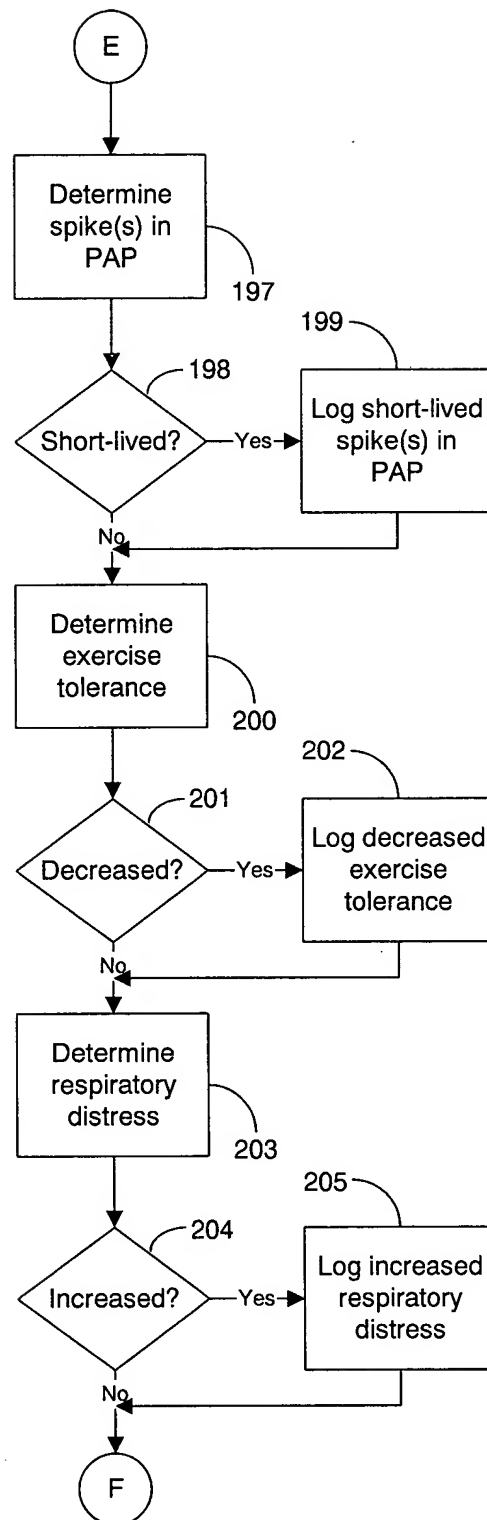 E
Determine
spike(s) in
PAP
197
198
199
Short-lived?
Yes
Log short-lived
spike(s) in
PAP
No
Determine
exercise
tolerance
200
201
202
Decreased?
Yes
Log decreased
exercise
tolerance
No
Determine
respiratory
distress
203
204
205
Increased?
Yes
Log increased
respiratory
distress
No
F